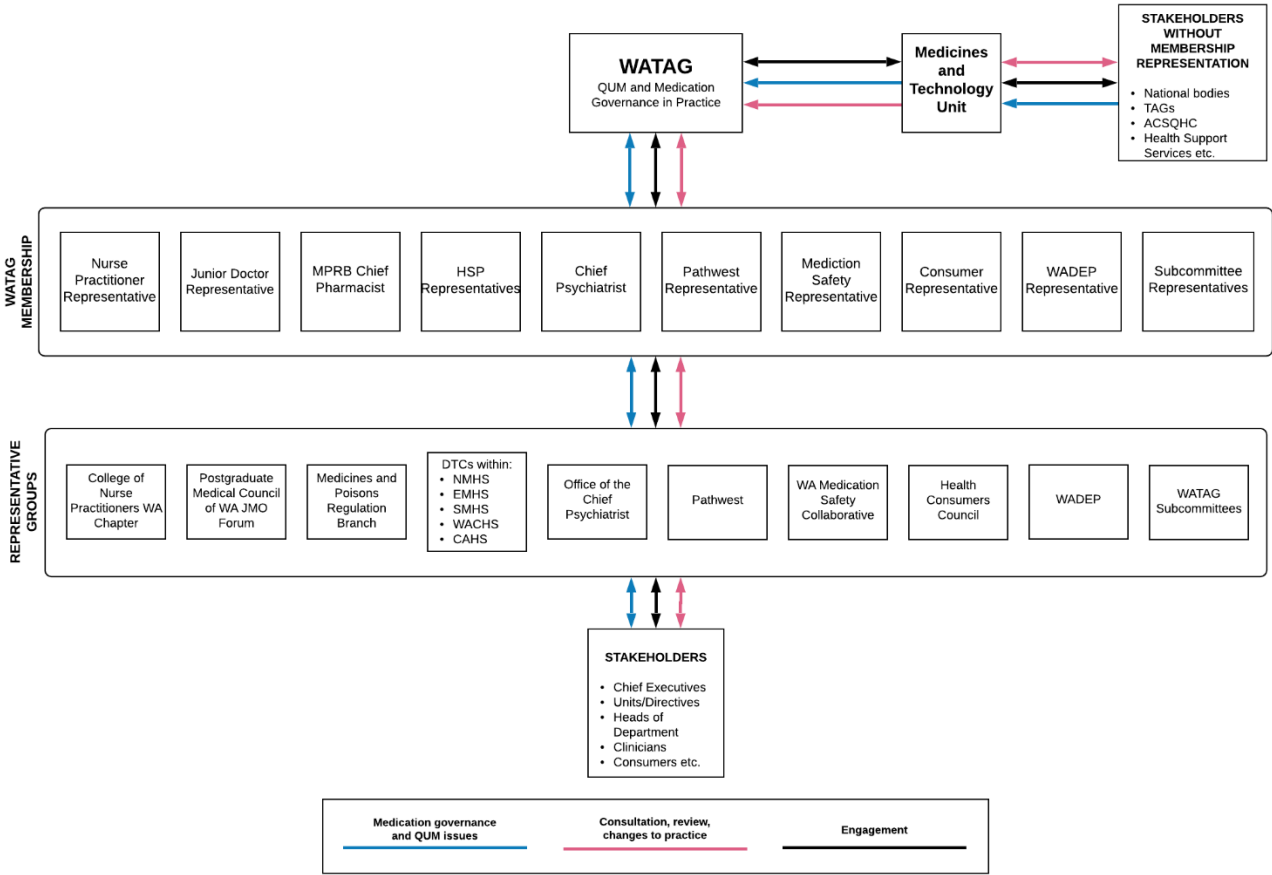 WATAG
QUM and Medication
Governance in Practice
Medicines
and
Technology
Unit
STAKEHOLDERS
WITHOUT
MEMBERSHIP
REPRESENTATION
• National bodies
• TAGs
• ACSQHC
• Health Support
Services etc.
WATAG
MEMBERSHIP
Nurse
Practitioner
Representative
Junior Doctor
Representative
MPRB Chief
Pharmacist
HSP
Representatives
Chief
Psychiatrist
Pathwest
Representative
Mediction
Safety
Representative
Consumer
Representative
WADEP
Representative
Subcommittee
Representatives
REPRESENTATIVE
GROUPS
College of
Nurse
Practitioners WA
Chapter
Postgraduate
Medical Council
of WA JMO
Forum
Medicines and
Poisons
Regulation
Branch
DTCs within:
• NMHS
• EMHS
• SMHS
• WACHS
• CAHS
Office of the
Chief
Psychiatrist
Pathwest
WA Medication
Safety
Collaborative
Health
Consumers
Council
WADEP
WATAG
Subcommittees
STAKEHOLDERS
• Chief Executives
• Units/Directives
• Heads of
Department
• Clinicians
• Consumers etc.
Medication governance
and QUM issues
Consultation, review,
changes to practice
Engagement